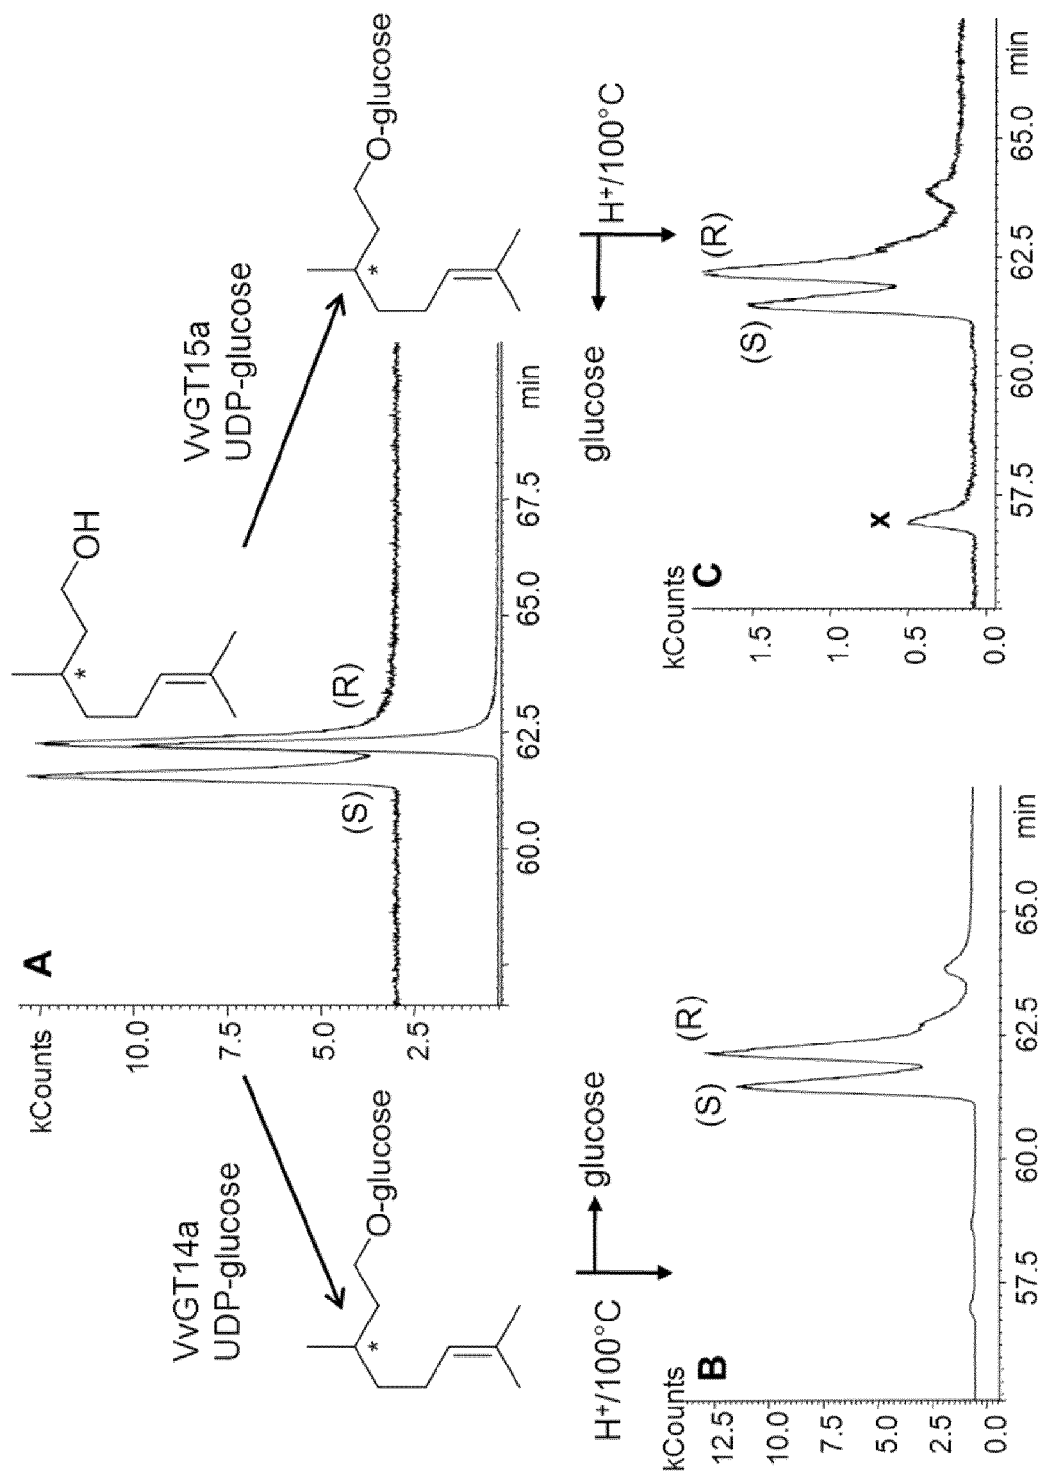 A
kCounts
10.0
7.5
5.0
2.5
60.0
62.5
65.0
67.5
min
(S)
(R)
*
OH
VvGT14a
UDP-glucose
VvGT15a
UDP-glucose
*
O-glucose
*
O-glucose
H+/100°C
glucose
glucose
H+/100°C
kCounts
B
12.5
10.0
7.5
5.0
2.5
0.0
57.5
60.0
62.5
65.0
min
(S)
(R)
kCounts
C
1.5
1.0
0.5
0.0
57.5
60.0
62.5
65.0
min
x
(S)
(R)